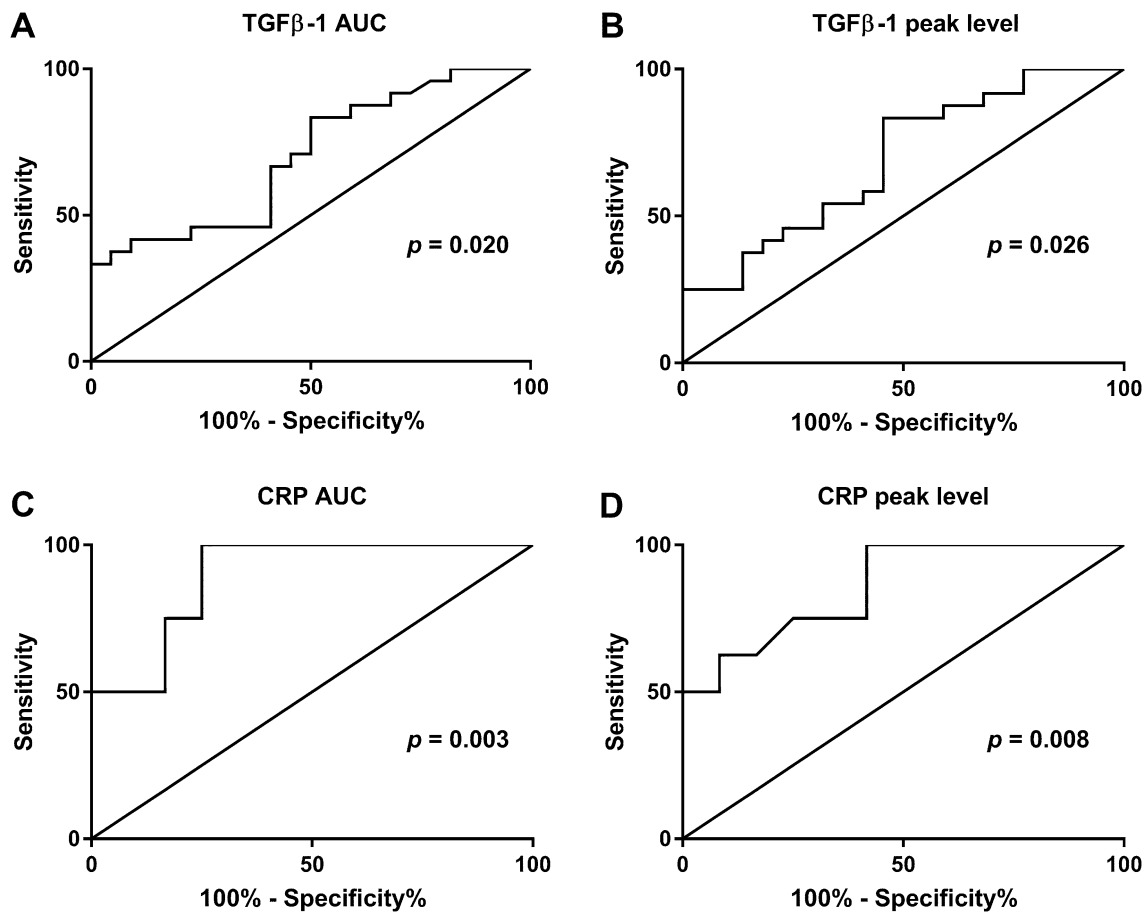 A
TGFβ-1 AUC
100
50
0
Sensitivity
p = 0.020
0
50
100
100% - Specificity%
B
TGFβ-1 peak level
100
50
0
Sensitivity
p = 0.026
0
50
100
100% - Specificity%
C
CRP AUC
100
50
0
Sensitivity
p = 0.003
0
50
100
100% - Specificity%
D
CRP peak level
100
50
0
Sensitivity
p = 0.008
0
50
100
100% - Specificity%